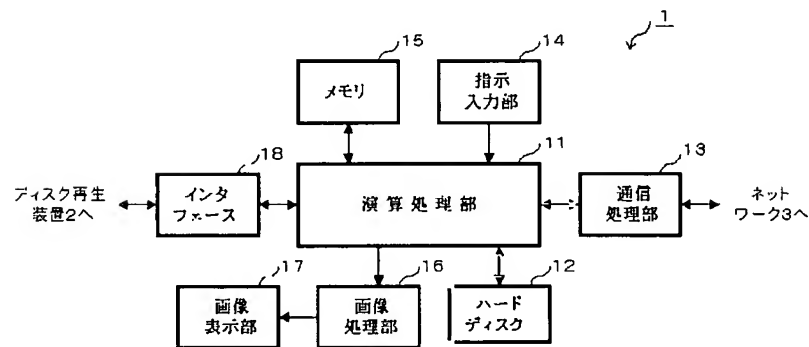 1
15
14
メモリ
指示
入力部
11
18
13
ディスク再生
装置2へ
インタ
フェース
演算処理部
通信
処理部
ネット
ワーク3へ
17
16
12
画像
表示部
画像
処理部
ハード
ディスク